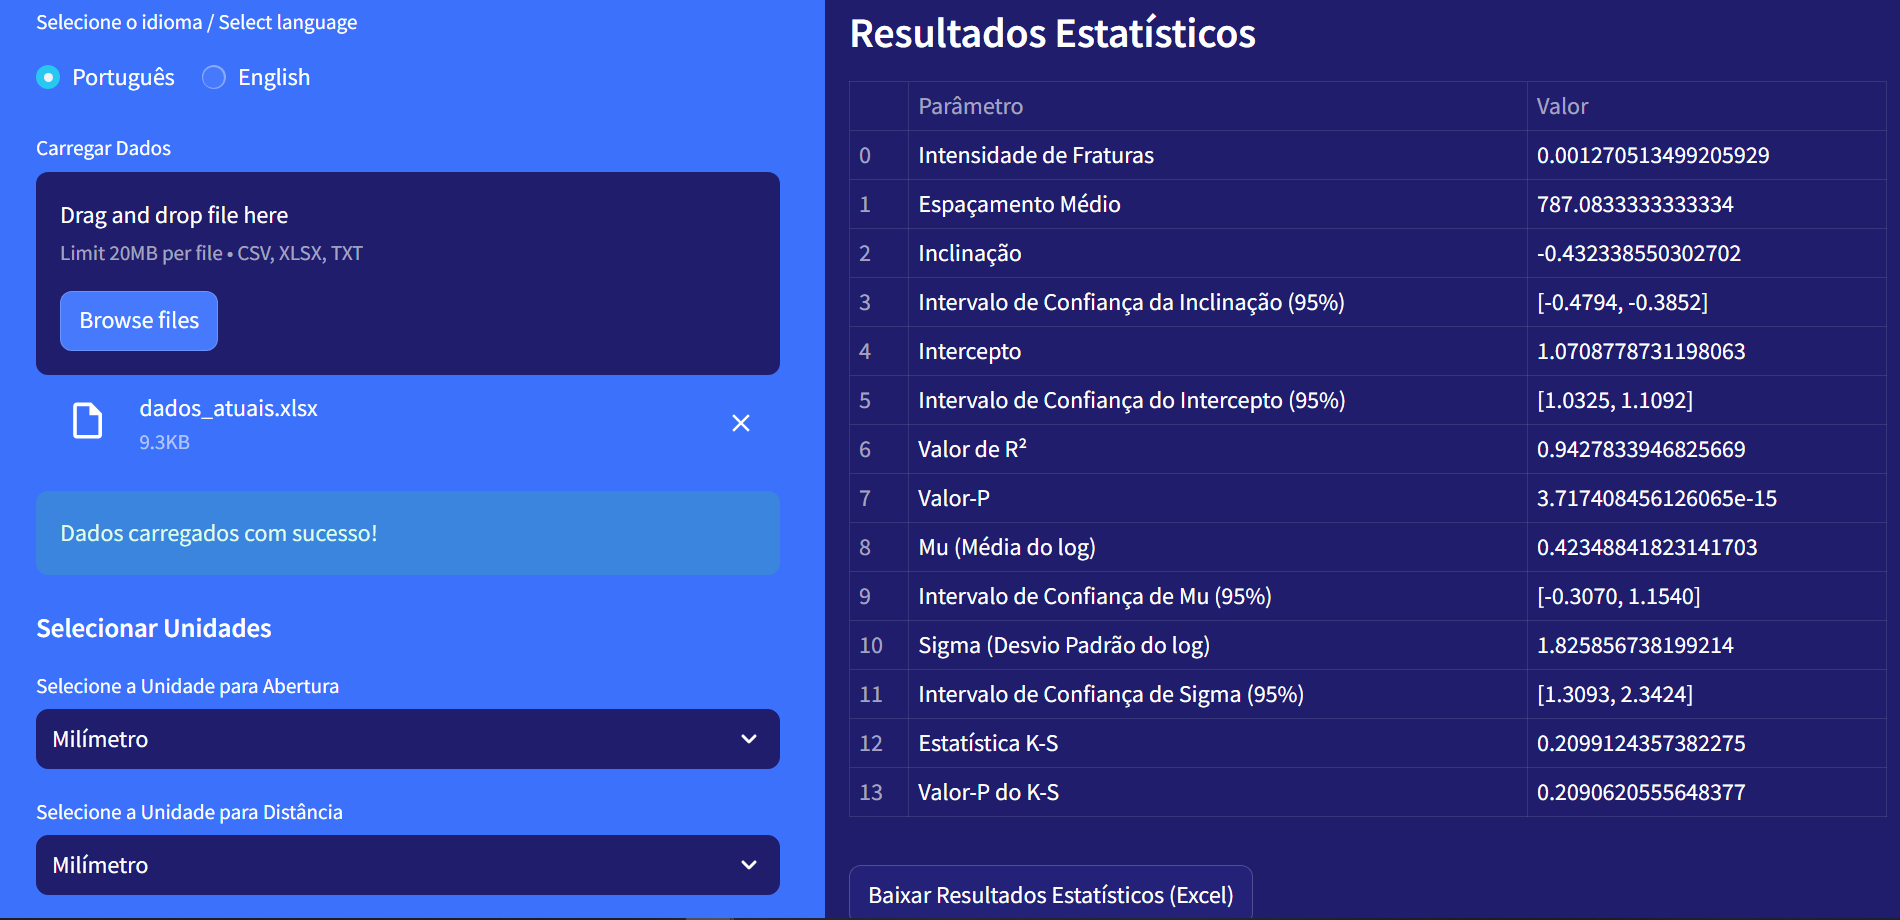 Selecione o idioma / Select language
Português English
Carregar Dados
Drag and drop file here
Limit 20MB per file • CSV, XLSX, TXT
Browse files
dados_atuais.xlsx
9.3KB
Dados carregados com sucesso!
Selecionar Unidades
Selecione a Unidade para Abertura
Milímetro
Selecione a Unidade para Distância
Milímetro
Resultados Estatísticos
Parâmetro Valor
0 Intensidade de Fraturas 0.001270513499205929
1 Espaçamento Médio 787.0833333333334
2 Inclinação -0.432338550302702
3 Intervalo de Confiança da Inclinação (95%) [-0.4794, -0.3852]
4 Intercepto 1.0708778731198063
5 Intervalo de Confiança do Intercepto (95%) [1.0325, 1.1092]
6 Valor de R² 0.9427833946825669
7 Valor-P 3.717408456126065e-15
8 Mu (Média do log) 0.42348841823141703
9 Intervalo de Confiança de Mu (95%) [-0.3070, 1.1540]
10 Sigma (Desvio Padrão do log) 1.825856738199214
11 Intervalo de Confiança de Sigma (95%) [1.3093, 2.3424]
12 Estatística K-S 0.2099124357382275
13 Valor-P do K-S 0.2090620555648377
Baixar Resultados Estatísticos (Excel)